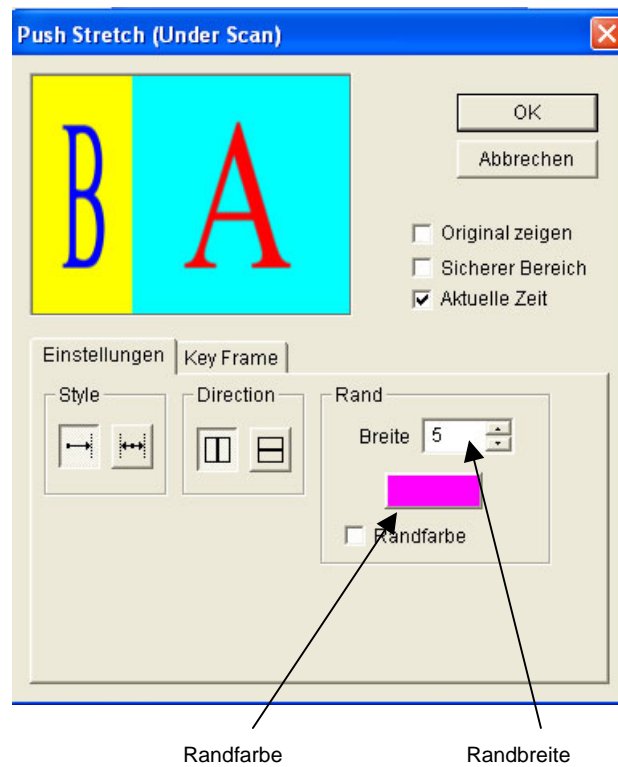 Push Stretch (Under Scan)
B A
OK
Abbrechen
Original zeigen
Sicherer Bereich
Aktuelle Zeit
Einstellungen Key Frame
Style Direction Rand
Breite 5
Randfarbe
Randfarbe Randbreite